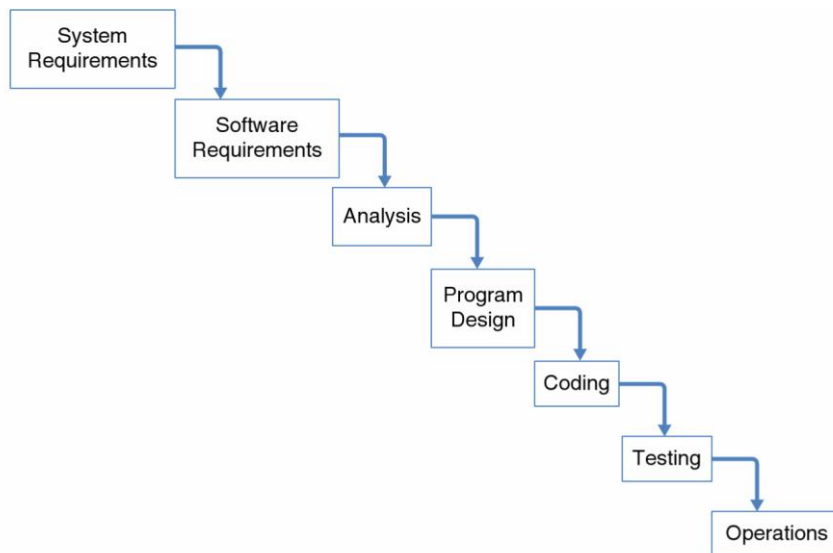 System
Requirements
Software
Requirements
Analysis
Program
Design
Coding
Testing
Operations